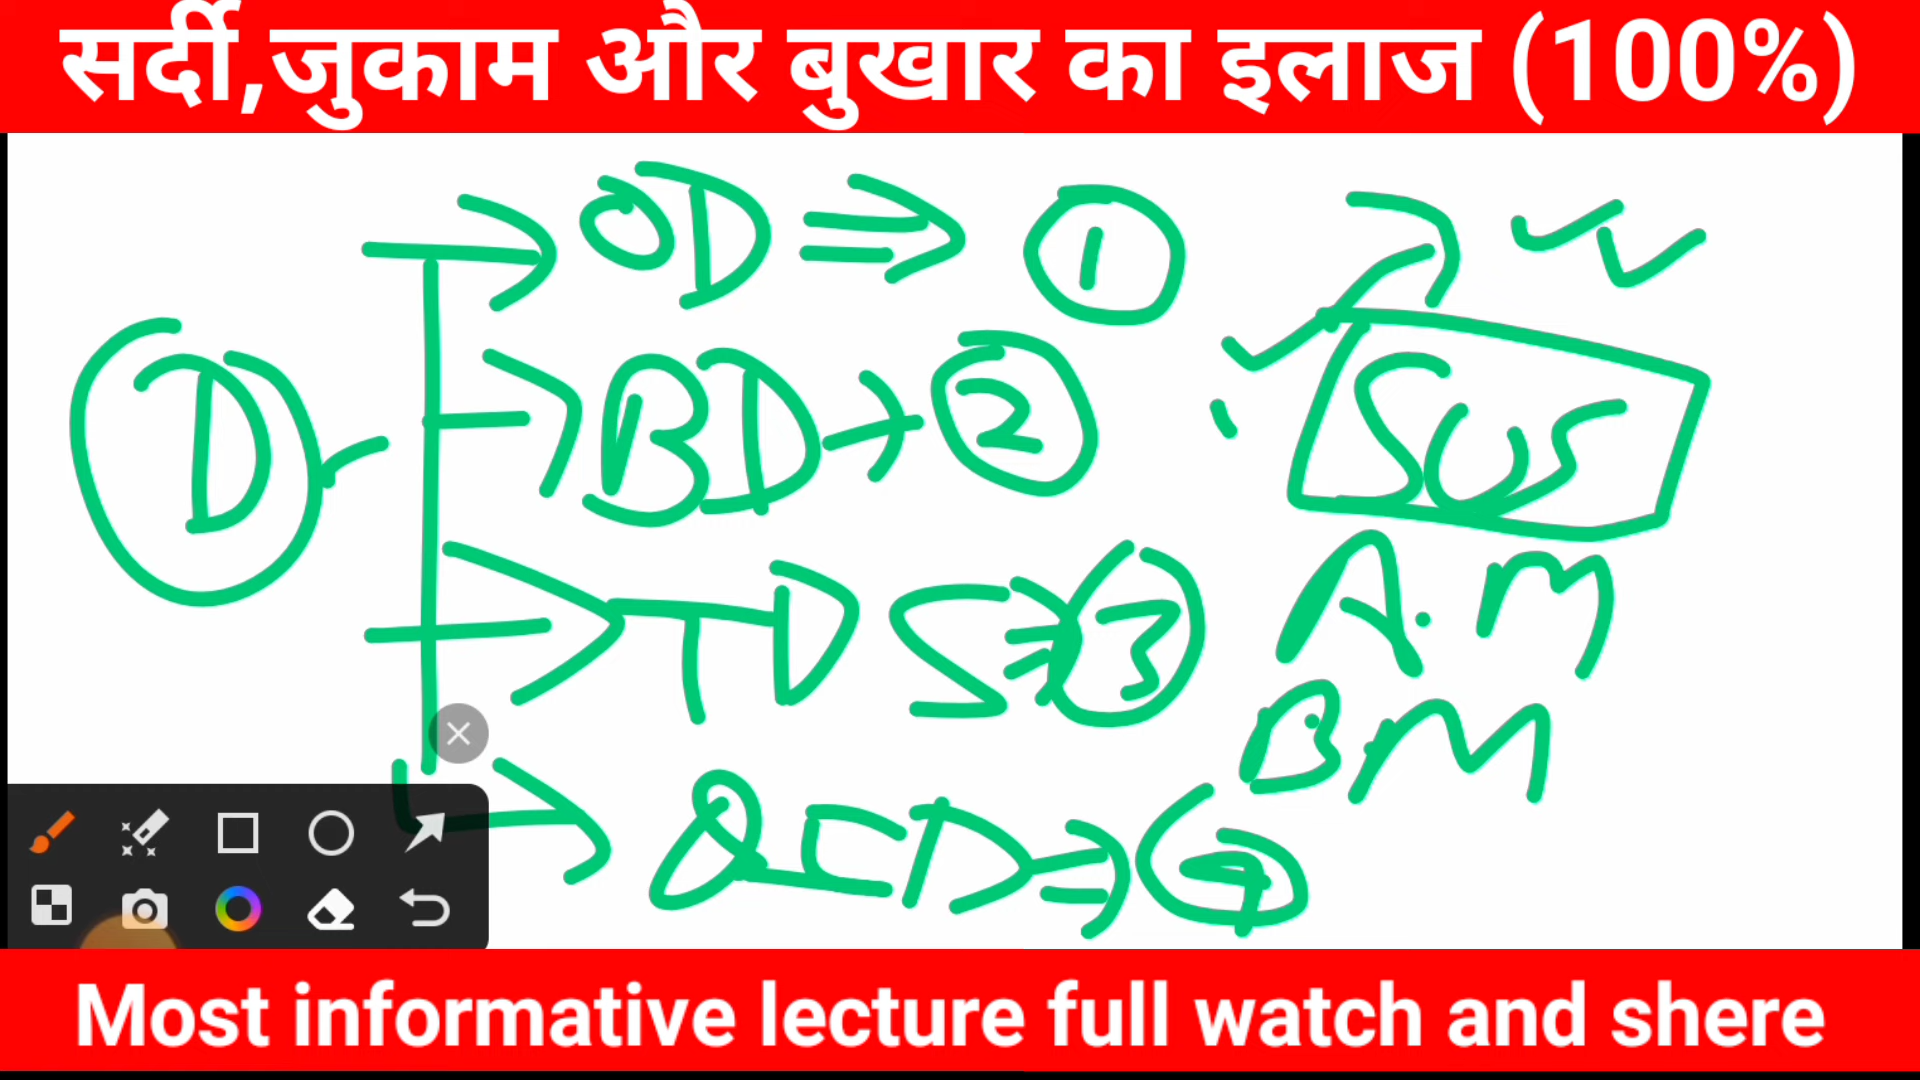 सर्दी,जुकाम और बुखार का इलाज (100%)
OD ⇒ 1
D
BD → 2
SOS
TDS ⇒ 3
A.M
B.M
QID ⇒ 4
Most informative lecture full watch and shere